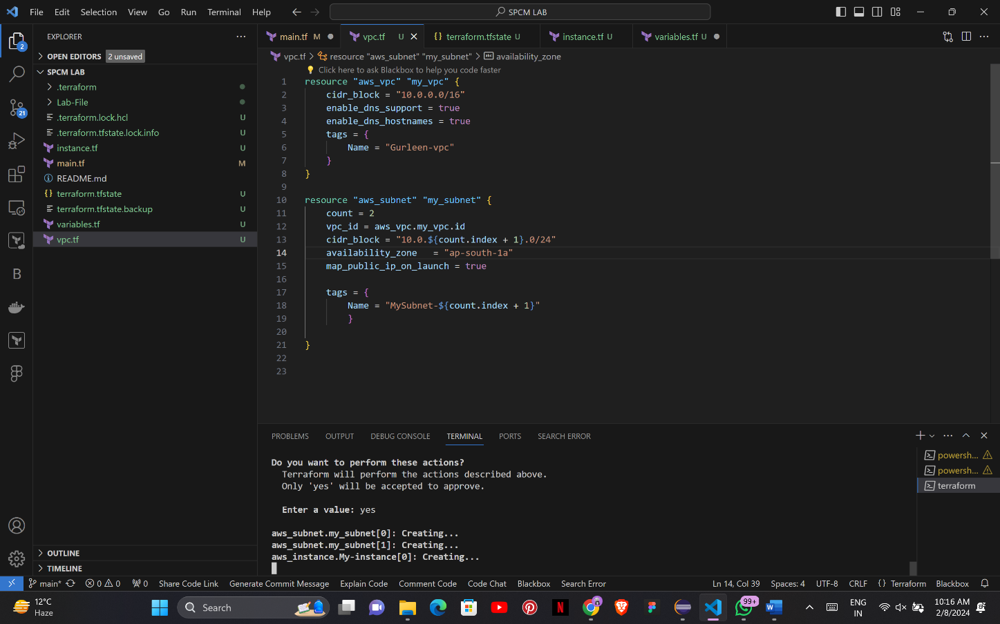 File Edit Selection View Go Run Terminal Help
SPCM LAB
EXPLORER
2
main.tf M
vpc.tf U
{} terraform.tfstate U
instance.tf U
variables.tf U
OPEN EDITORS 2 unsaved
vpc.tf > resource "aws_subnet" "my_subnet" > abc availability_zone
SPCM LAB
.terraform
Lab-File
.terraform.lock.hcl U
.terraform.tfstate.lock.info U
instance.tf U
main.tf M
README.md
{} terraform.tfstate U
terraform.tfstate.backup U
variables.tf U
vpc.tf U
21
B
Click here to ask Blackbox to help you code faster
1 resource "aws_vpc" "my_vpc" {
2 cidr_block = "10.0.0.0/16"
3 enable_dns_support = true
4 enable_dns_hostnames = true
5 tags = {
6 Name = "Gurleen-vpc"
7 }
8 }
9
10 resource "aws_subnet" "my_subnet" {
11 count = 2
12 vpc_id = aws_vpc.my_vpc.id
13 cidr_block = "10.0.${count.index + 1}.0/24"
14 availability_zone   = "ap-south-1a"
15 map_public_ip_on_launch = true
16
17 tags = {
18 Name = "MySubnet-${count.index + 1}"
19 }
20
21 }
22
23
PROBLEMS OUTPUT DEBUG CONSOLE TERMINAL PORTS SEARCH ERROR
Do you want to perform these actions?
Terraform will perform the actions described above.
Only 'yes' will be accepted to approve.
Enter a value: yes
aws_subnet.my_subnet[0]: Creating...
aws_subnet.my_subnet[1]: Creating...
aws_instance.My-instance[0]: Creating...
powersh...
powersh...
terraform
OUTLINE
TIMELINE
main* 0 0 0 Share Code Link Generate Commit Message Explain Code Comment Code Code Chat Blackbox Search Error Ln 14, Col 39 Spaces: 4 UTF-8 CRLF {} Terraform Blackbox
12°C
Haze
Search
N
99+
W
ENG
IN
10:16 AM
2/8/2024